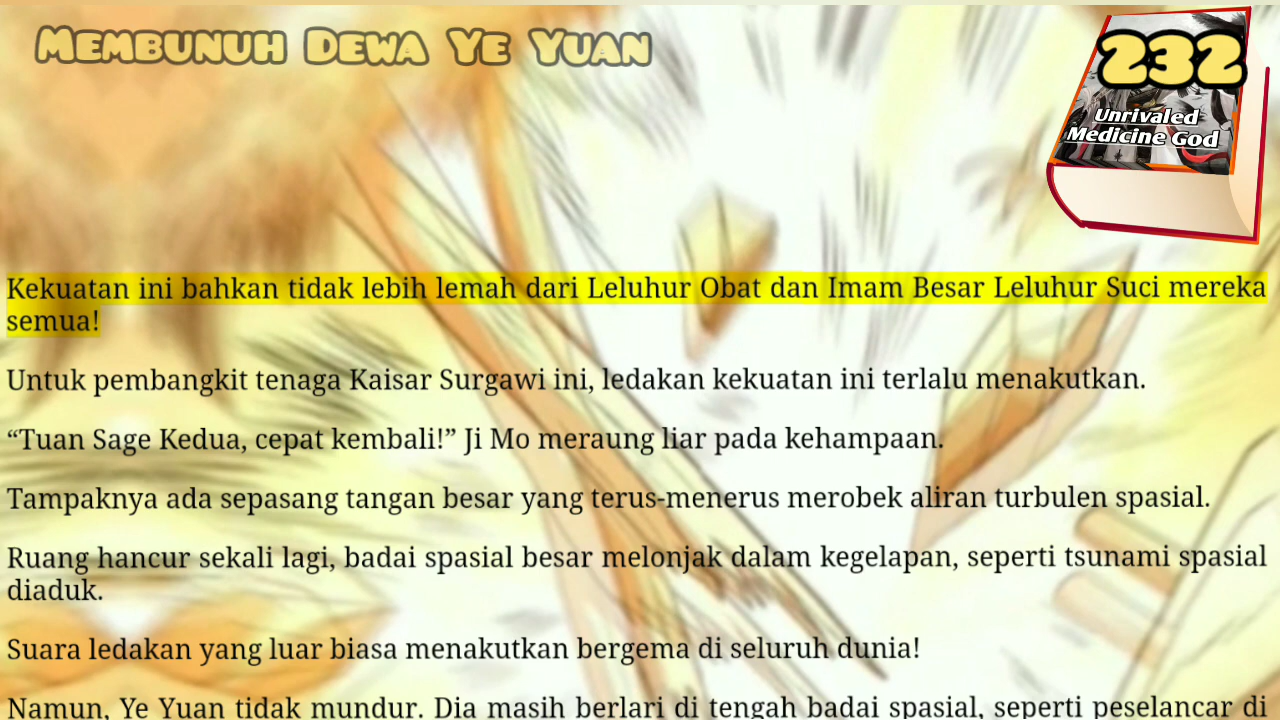 Membunuh Dewa Ye Yuan
232
Unrivaled
Medicine God
Kekuatan ini bahkan tidak lebih lemah dari Leluhur Obat dan Imam Besar Leluhur Suci mereka
semua!
Untuk pembangkit tenaga Kaisar Surgawi ini, ledakan kekuatan ini terlalu menakutkan.
“Tuan Sage Kedua, cepat kembali!” Ji Mo meraung liar pada kehampaan.
Tampaknya ada sepasang tangan besar yang terus-menerus merobek aliran turbulen spasial.
Ruang hancur sekali lagi, badai spasial besar melonjak dalam kegelapan, seperti tsunami spasial
diaduk.
Suara ledakan yang luar biasa menakutkan bergema di seluruh dunia!
Namun, Ye Yuan tidak mundur. Dia masih berlari di tengah badai spasial, seperti peselancar di